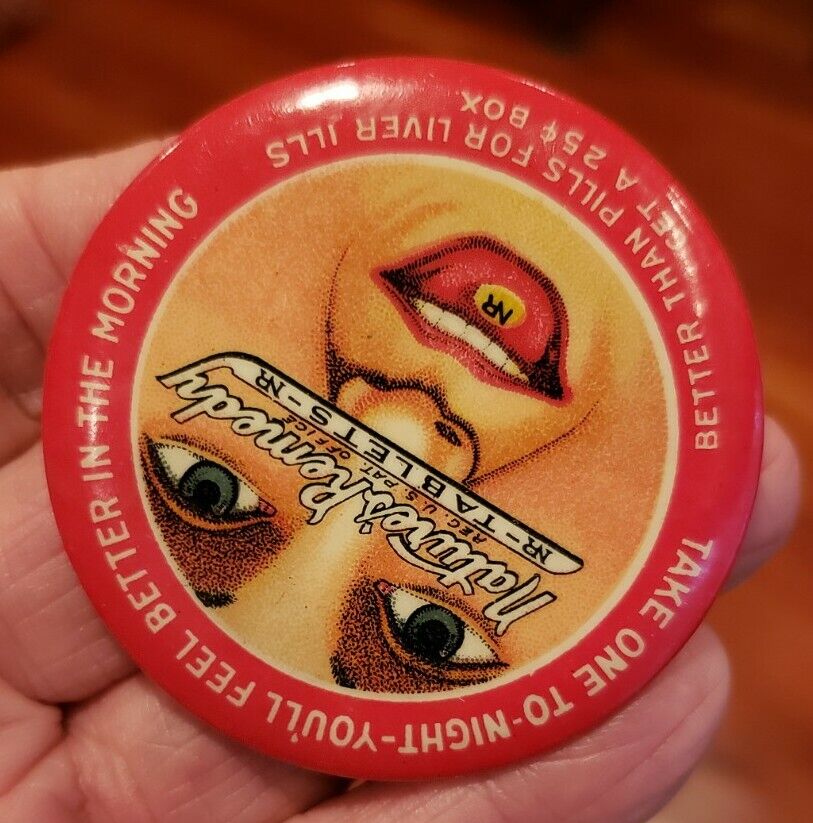 BETTER THAN PILLS FOR LIVER ILLS
GET A 25¢ BOX
NR
Nature's Remedy
REG. U.S. PAT. OFFICE
NR-TABLETS-NR
TAKE ONE TO-NIGHT-YOU'LL FEEL BETTER IN THE MORNING